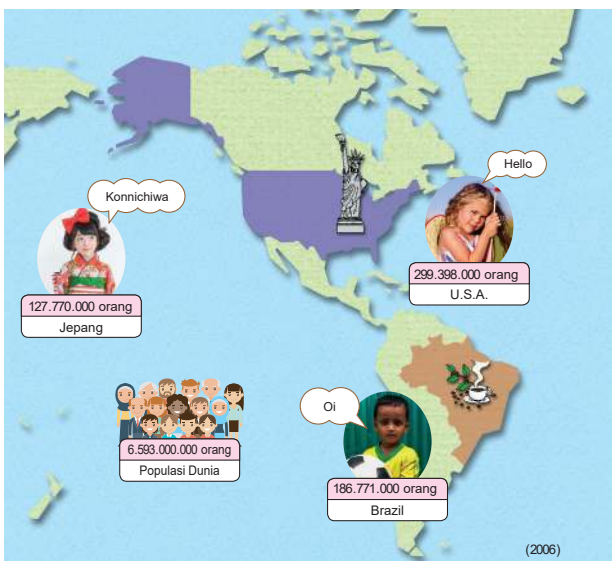 Hello
Konnichiwa
299.398.000 orang
U.S.A.
127.770.000 orang
Jepang
Oi
6.593.000.000 orang
Populasi Dunia
186.771.000 orang
Brazil
(2006)